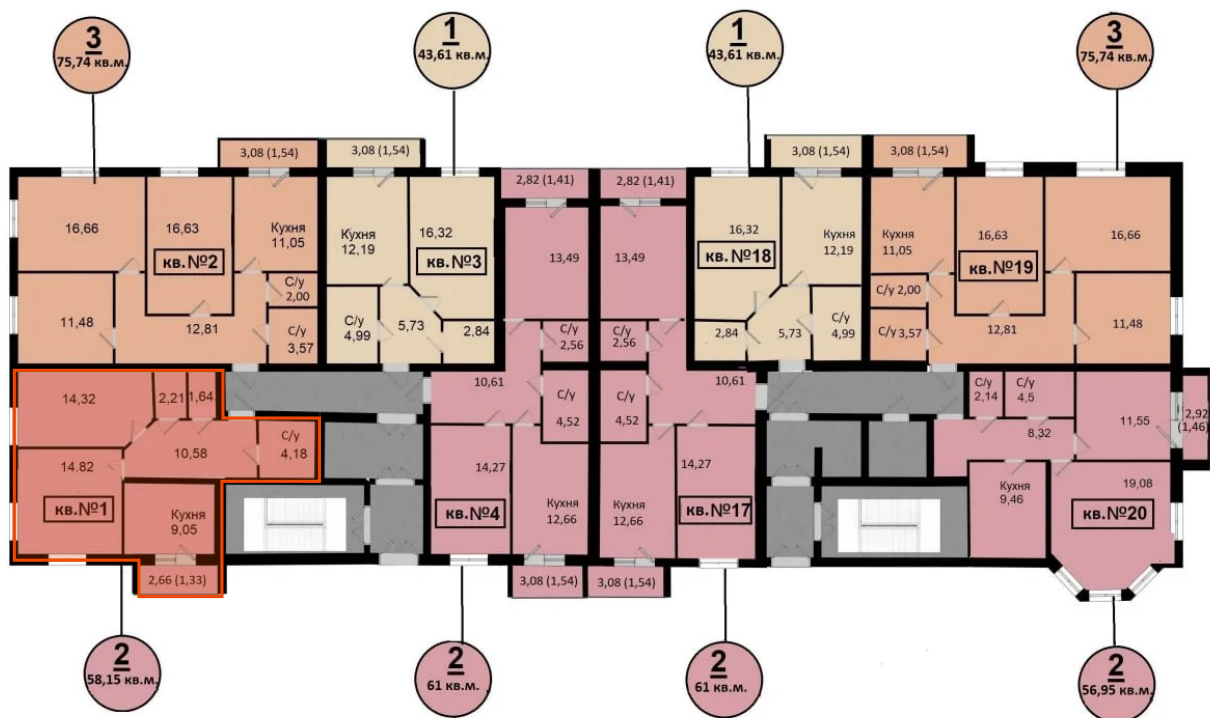 3
75,74 кв.м.
1
43,61 кв.м.
1
43,61 кв.м.
3
75,74 кв.м.
3,08 (1,54)
3,08 (1,54)
2,82 (1,41)
2,82 (1,41)
3,08 (1,54)
3,08 (1,54)
16,66
16,63
Кухня
11,05
кв.№2
11,48
12,81
С/у
2,00
С/у
3,57
Кухня
12,19
16,32
кв.№3
С/у
4,99
5,73
2,84
13,49
С/у
2,56
10,61
С/у
4,52
14,27
кв.№4
Кухня
12,66
3,08 (1,54)
13,49
С/у
2,56
10,61
С/у
4,52
14,27
кв.№17
Кухня
12,66
3,08 (1,54)
16,32
кв.№18
Кухня
12,19
2,84
5,73
С/у
4,99
Кухня
11,05
16,63
16,66
кв.№19
С/у 2,00
С/у 3,57
12,81
11,48
14,32
2,21
1,64
14.82
10,58
С/у
4,18
кв.№1
Кухня
9,05
2,66 (1,33)
С/у
2,14
С/у
4,5
11,55
2,92
(1,46)
8,32
Кухня
9,46
19,08
кв.№20
2
58,15 кв.м.
2
61 кв.м.
2
61 кв.м.
2
56,95 кв.м.